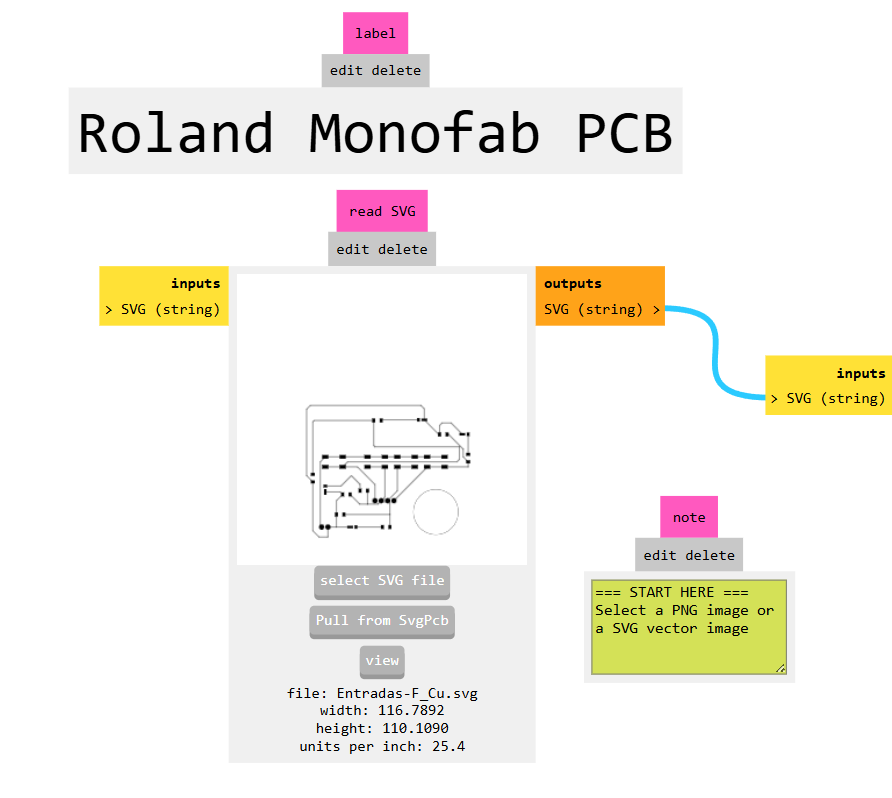 label
edit delete
Roland Monofab PCB
read SVG
edit delete
inputs
> SVG (string)
outputs
SVG (string) >
inputs
> SVG (string)
select SVG file
Pull from SvgPcb
view
file: Entradas-F_Cu.svg
width: 116.7892
height: 110.1090
units per inch: 25.4
note
edit delete
=== START HERE ===
Select a PNG image or
a SVG vector image